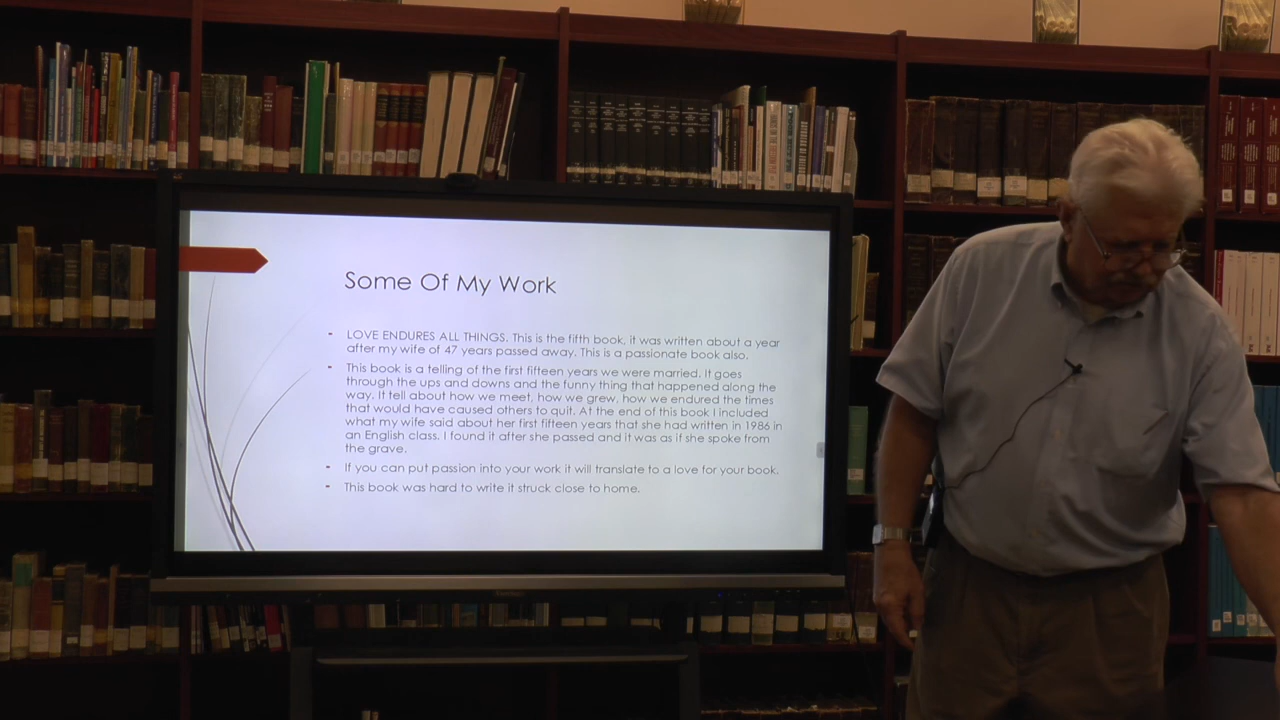 Some Of My Work
- LOVE ENDURES ALL THINGS. This is the fifth book, it was written about a year
after my wife of 47 years passed away. This is a passionate book also.
- This book is a telling of the first fifteen years we were married. It goes
through the ups and downs and the funny thing that happened along the
way. It tell about how we meet, how we grew, how we endured the times
that would have caused others to quit. At the end of this book I included
what my wife said about her first fifteen years that she had written in 1986 in
an English class. I found it after she passed and it was as if she spoke from
the grave.
- If you can put passion into your work it will translate to a love for your book.
- This book was hard to write it struck close to home.